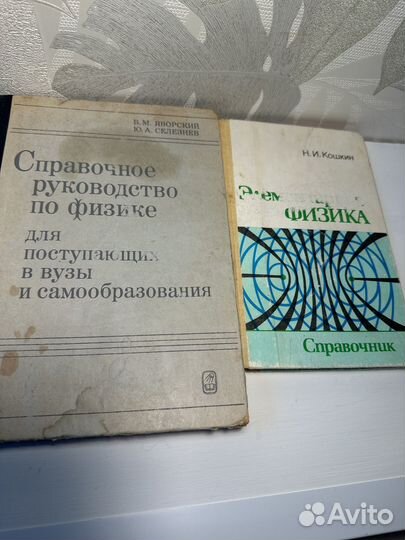 Б. М. ЯВОРСКИЙ
Ю. А. СЕЛЕЗНЕВ
Справочное
руководство
по физике
для
поступающих
в вузы
и самообразования
Н. И. Кошкин
ФИЗИКА
Справочник
Avito